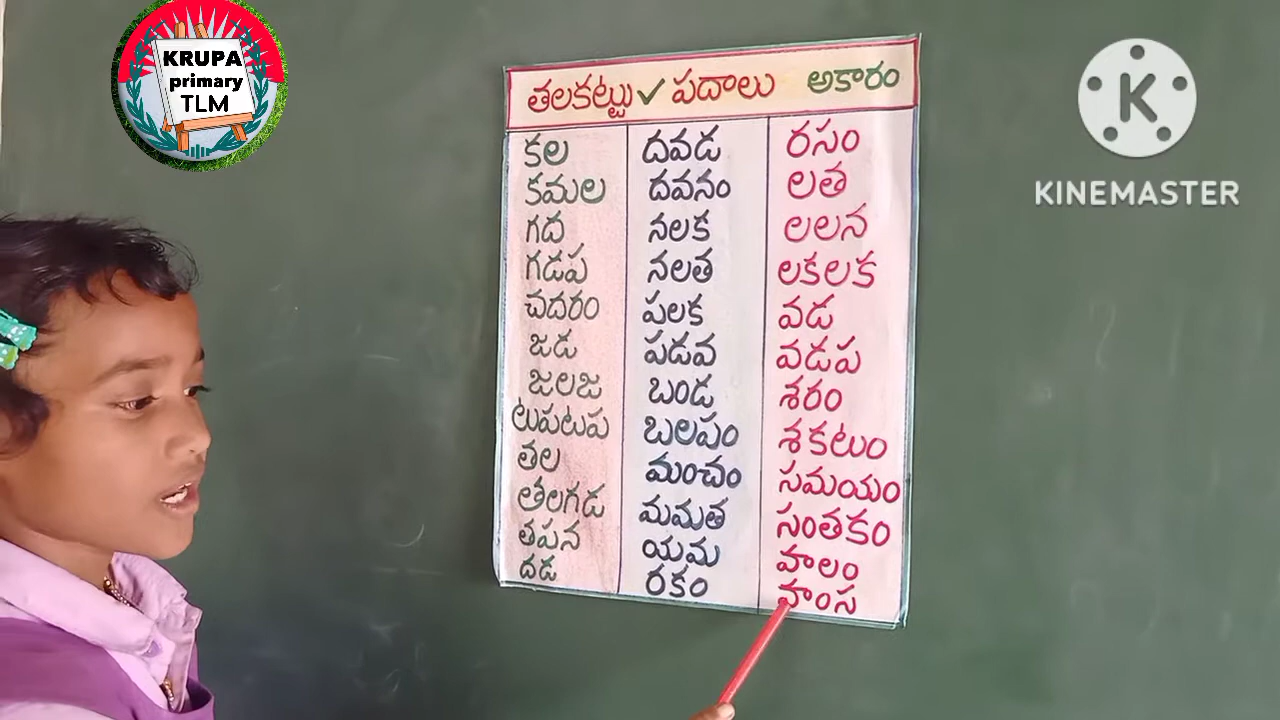 KRUPA
primary
TLM
KINEMASTER
తలకట్టు ✓ పదాలు అకారం
కల
కమల
గద
గడప
చదరం
జడ
జలజ
టపటప
తల
తలగడ
తపన
దడ
దవడ
దవనం
నలక
నలత
పలక
పడవ
బండ
బలపం
మంచం
మమత
యమ
రకం
రసం
లత
లలన
లకలక
వడ
వడప
శరం
శకటం
సమయం
సంతకం
హలం
హంస